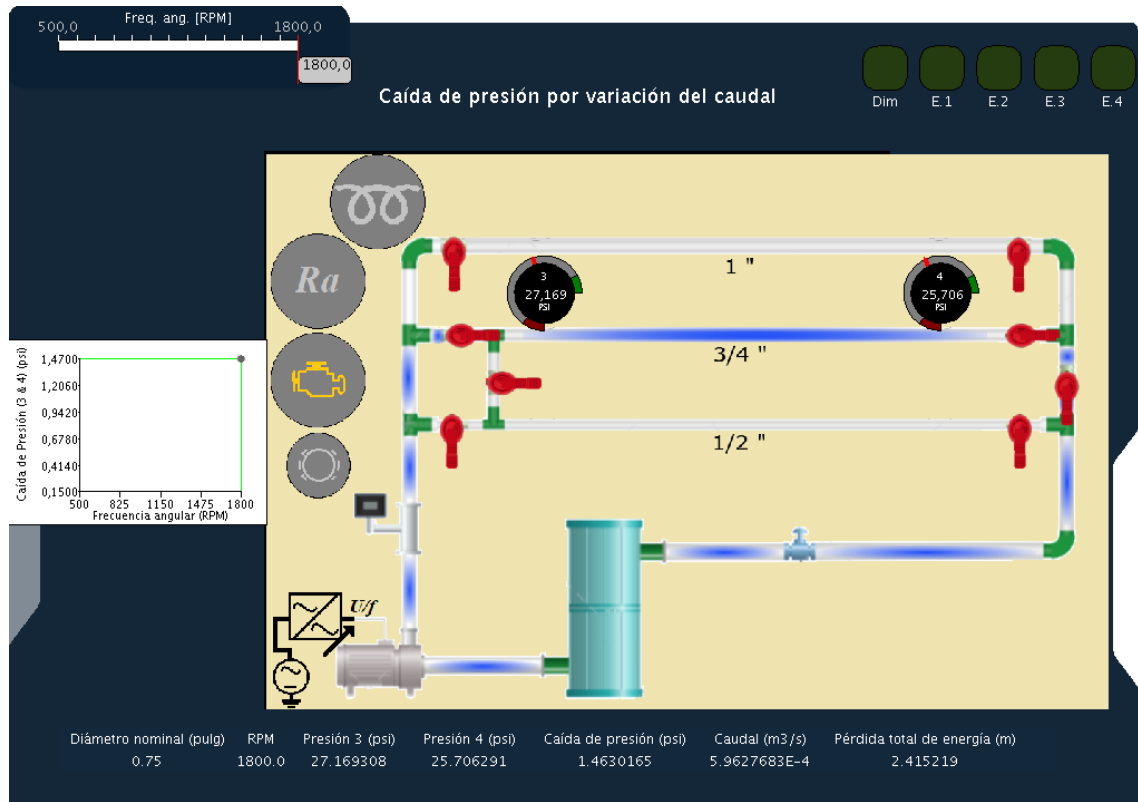 Freq. ang. [RPM]
500,0 1800,0
1800,0
Caída de presión por variación del caudal
Dim E.1 E.2 E.3 E.4
Ra
1 "
3
27,169
PSI
4
25,706
PSI
3/4 "
1/2 "
Caída de Presión (3 & 4) (psi)
1,4700
1,2060
0,9420
0,6780
0,4140
0,1500
500 825 1150 1475 1800
Frecuencia angular (RPM)
U/f
Diámetro nominal (pulg) RPM Presión 3 (psi) Presión 4 (psi) Caída de presión (psi) Caudal (m3/s) Pérdida total de energía (m)
0.75 1800.0 27.169308 25.706291 1.4630165 5.9627683E-4 2.415219